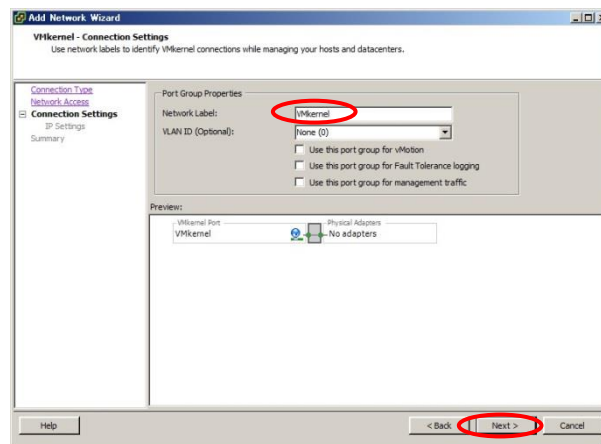 Add Network Wizard
VMkernel - Connection Settings
Use network labels to identify VMkernel connections while managing your hosts and datacenters.
Connection Type
Network Access
Connection Settings
IP Settings
Summary
Port Group Properties
Network Label:
VMkernel
VLAN ID (Optional):
None (0)
Use this port group for vMotion
Use this port group for Fault Tolerance logging
Use this port group for management traffic
Preview:
VMkernel Port
VMkernel
Physical Adapters
No adapters
Help
< Back
Next >
Cancel